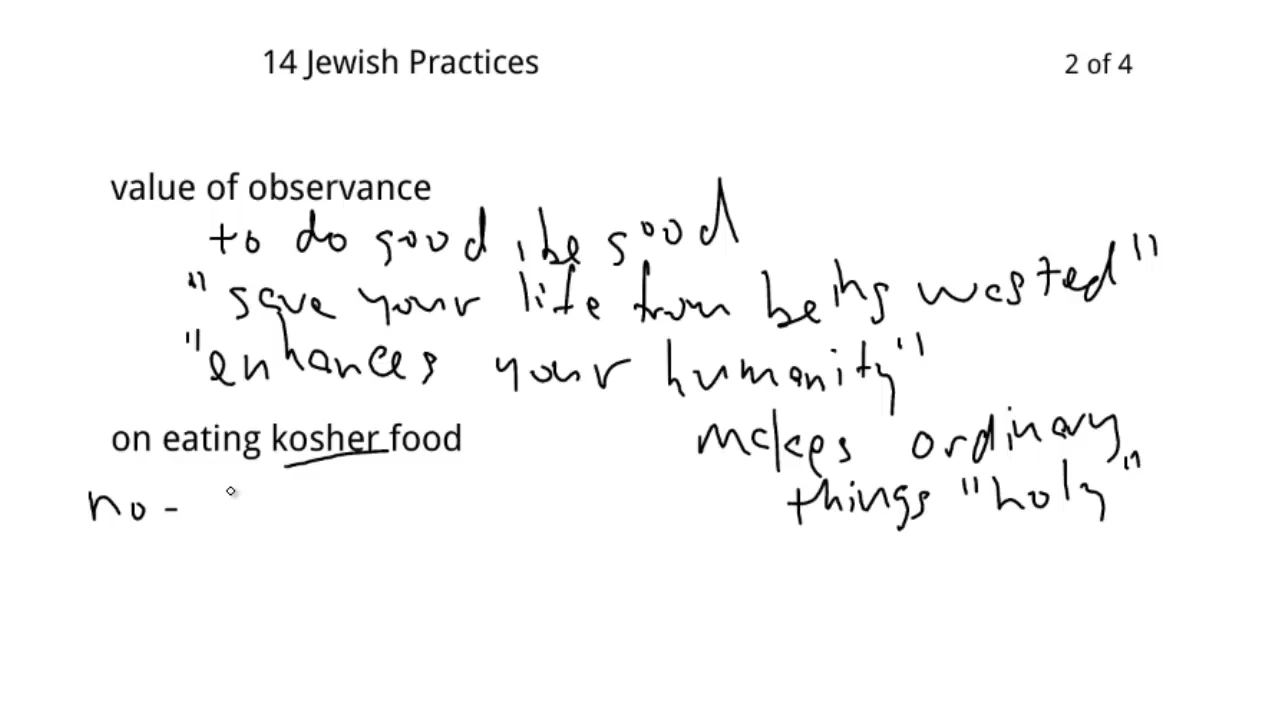 14 Jewish Practices
2 of 4
value of observance
to do good, be good
"save your life from being wasted"
"enhances your humanity"
on eating kosher food
makes ordinary
things "holy"
no -